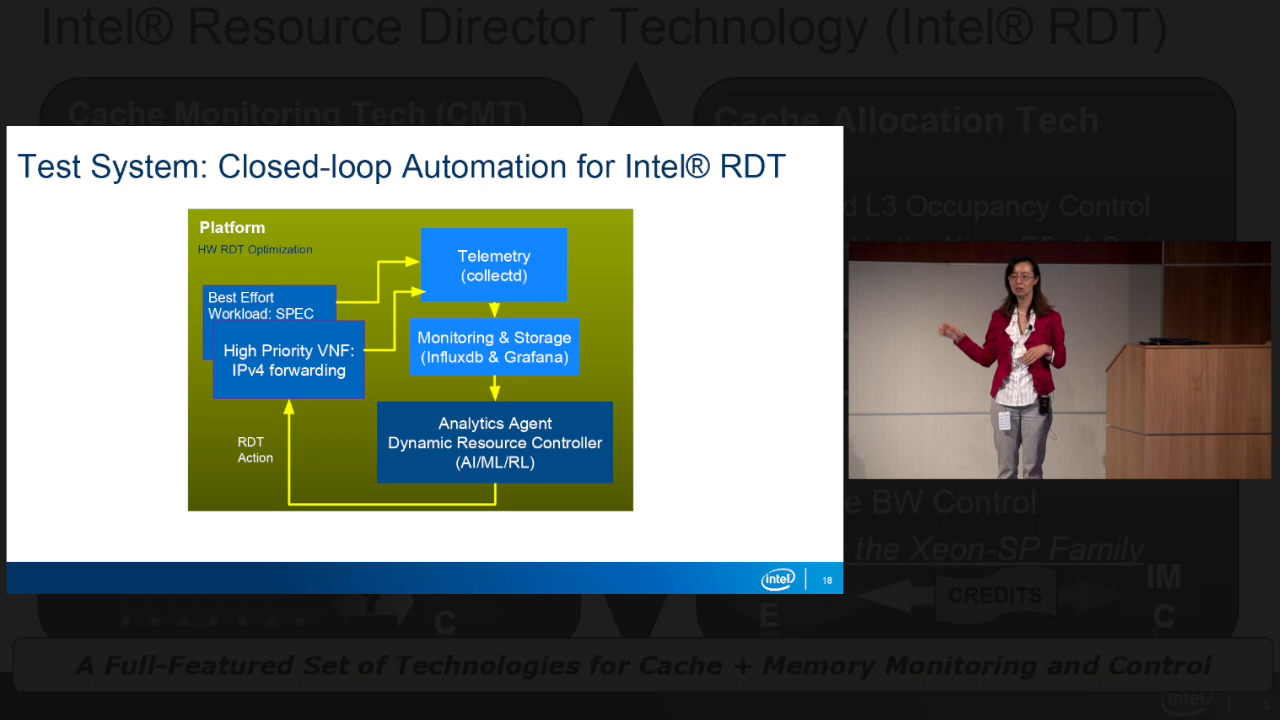 Intel® Resource Director Technology (Intel® RDT)
Cache Monitoring Tech (CMT)
Cache Allocation Tech
Test System: Closed-loop Automation for Intel® RDT
Platform
HW RDT Optimization
Telemetry
(collectd)
Best Effort
Workload: SPEC
High Priority VNF:
IPv4 forwarding
Monitoring & Storage
(Influxdb & Grafana)
Analytics Agent
Dynamic Resource Controller
(AI/ML/RL)
RDT
Action
intel
18
L3 Occupancy Control
BW Control
the Xeon-SP Family
CREDITS
IM
C
E
C
A Full-Featured Set of Technologies for Cache + Memory Monitoring and Control
intel